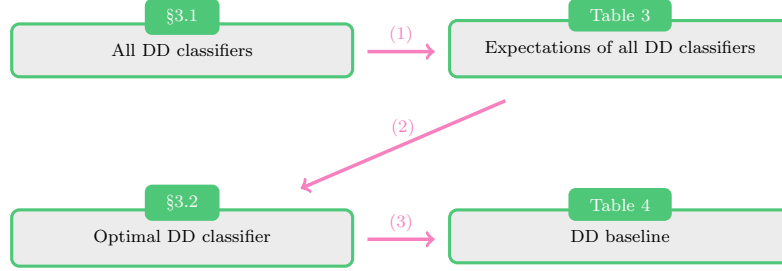 §3.1
All DD classifiers
(1)
Table 3
Expectations of all DD classifiers
(2)
§3.2
Optimal DD classifier
(3)
Table 4
DD baseline